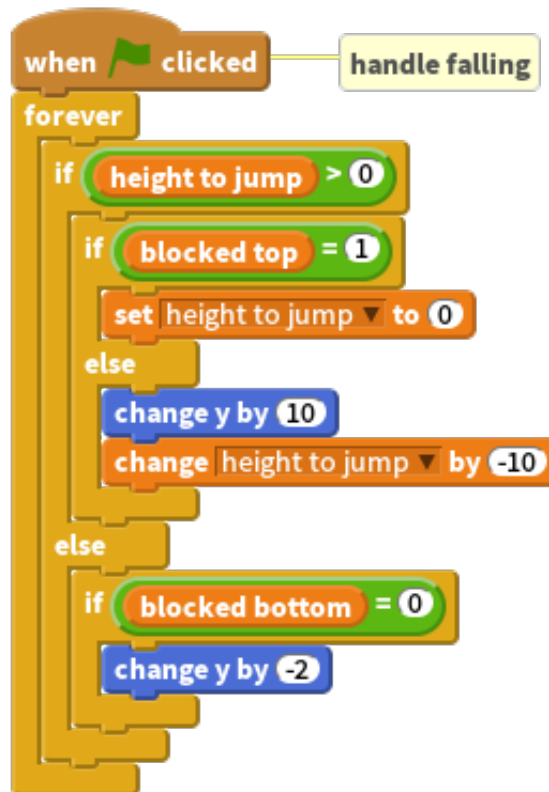 when clicked handle falling
forever
if height to jump > 0
if blocked top = 1
set height to jump to 0
else
change y by 10
change height to jump by -10
else
if blocked bottom = 0
change y by -2